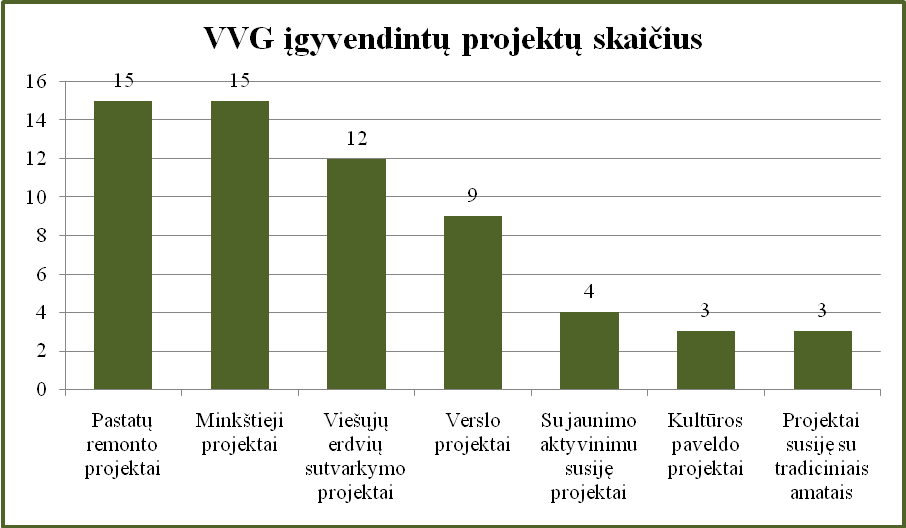 VVG įgyvendintų projektų skaičius
16
14
12
10
8
6
4
2
0
15
15
12
9
4
3
3
Pastatų
remonto
projektai
Minkštieji
projektai
Viešųjų
erdvių
sutvarkymo
projektai
Verslo
projektai
Su jaunimo
aktyvinimu
susiję
projektai
Kultūros
paveldo
projektai
Projektai
susiję su
tradiciniais
amatais